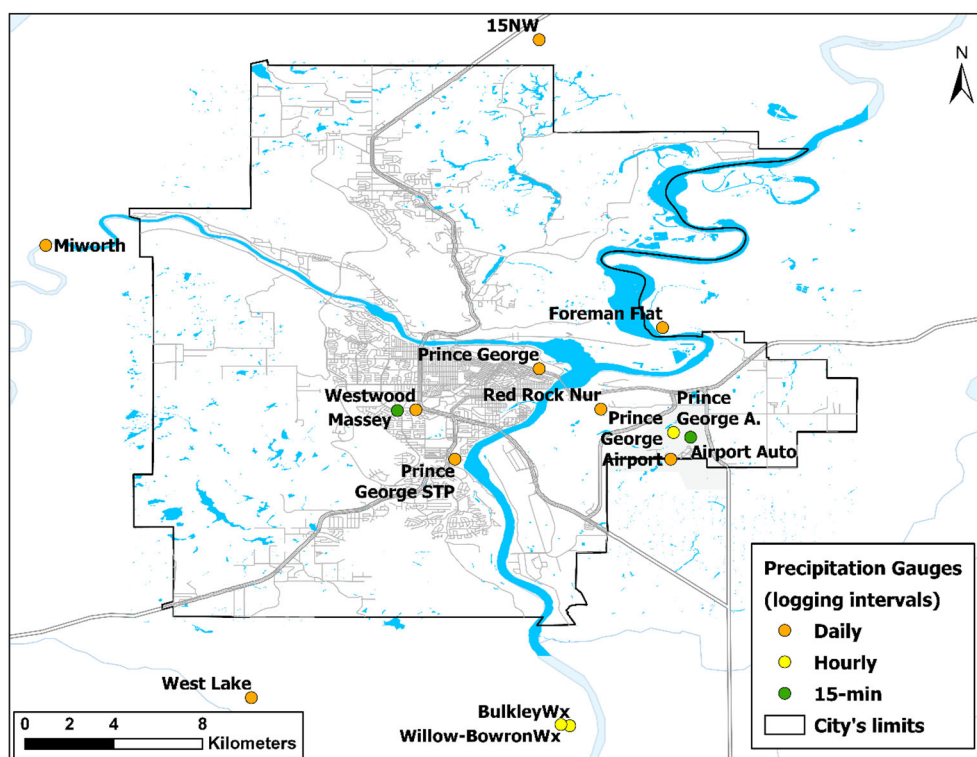 15NW
N
Miworth
Foreman Flat
Prince George
Red Rock Nur
Westwood
Massey
Prince
George A.
Prince
George
Airport
Airport Auto
Prince
George STP
West Lake
BulkleyWx
Willow-BowronWx
0 2 4 8
Kilometers
Precipitation Gauges
(logging intervals)
Daily
Hourly
15-min
City's limits